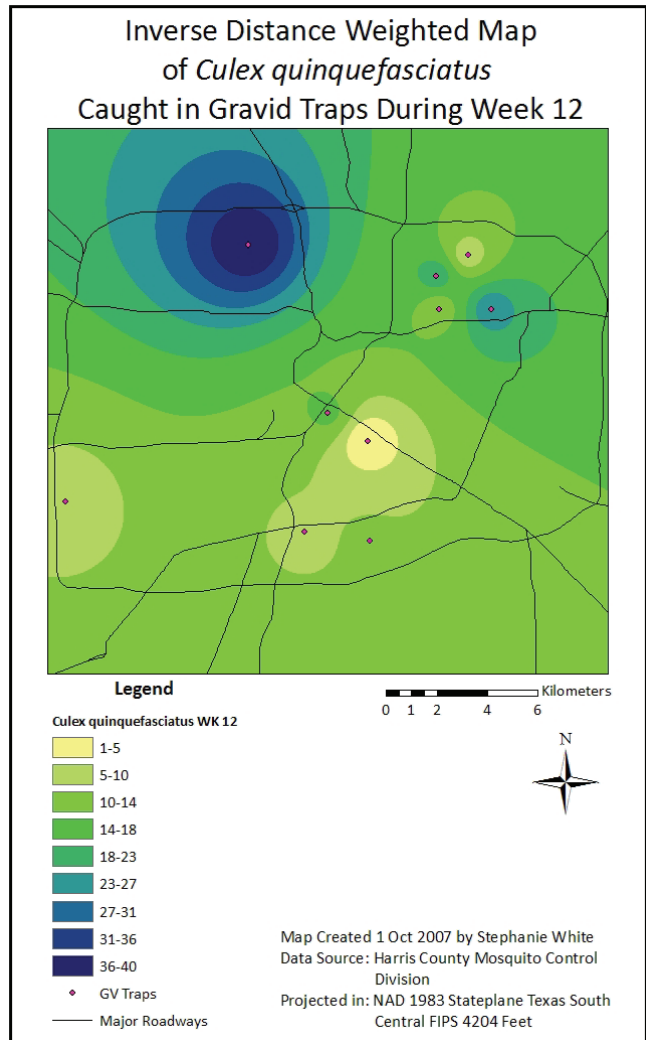 Inverse Distance Weighted Map
of Culex quinquefasciatus
Caught in Gravid Traps During Week 12
Legend
Culex quinquefasciatus WK 12
1-5
5-10
10-14
14-18
18-23
23-27
27-31
31-36
36-40
GV Traps
Major Roadways
Kilometers
0 1 2 4 6
N
Map Created 1 Oct 2007 by Stephanie White
Data Source: Harris County Mosquito Control
Division
Projected in: NAD 1983 Stateplane Texas South
Central FIPS 4204 Feet